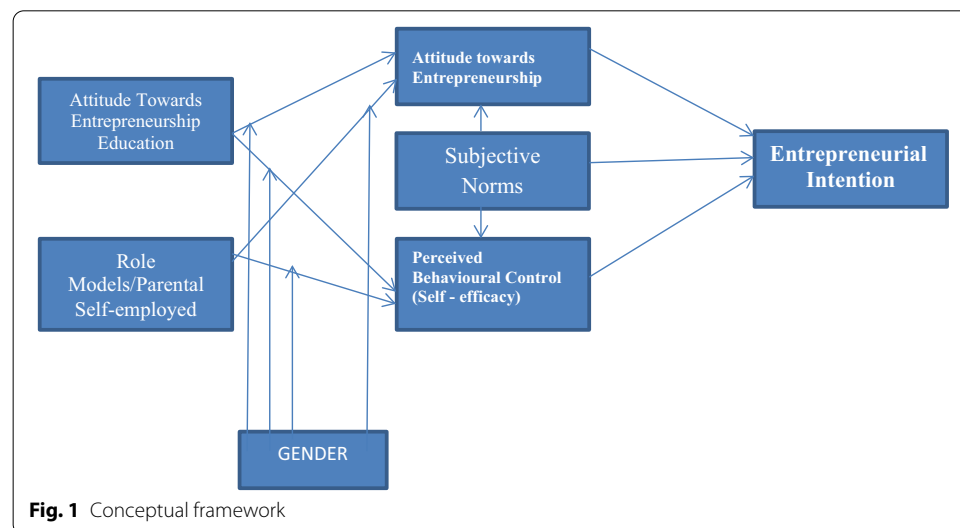 Attitude Towards
Entrepreneurship
Education
Role
Models/Parental
Self-employed
Attitude towards
Entrepreneurship
Subjective
Norms
Perceived
Behavioural Control
(Self - efficacy)
Entrepreneurial
Intention
GENDER
Fig. 1 Conceptual framework